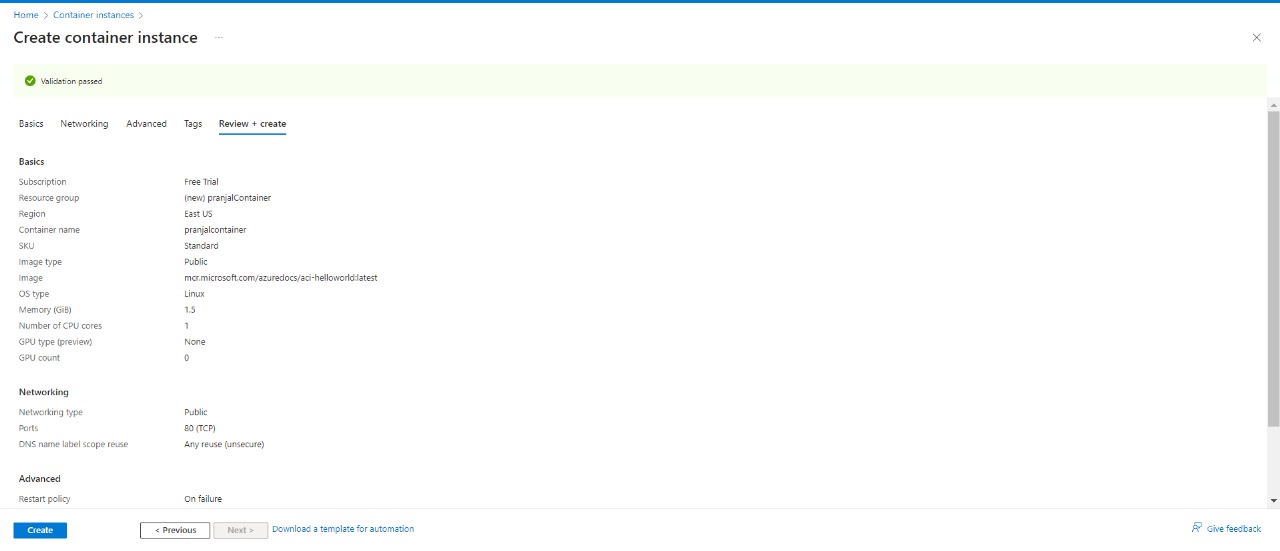 Home > Container instances >
Create container instance ...
Validation passed
Basics Networking Advanced Tags Review + create
Basics
Subscription Free Trial
Resource group (new) pranjalContainer
Region East US
Container name pranjalcontainer
SKU Standard
Image type Public
Image mcr.microsoft.com/azuredocs/aci-helloworld:latest
OS type Linux
Memory (GiB) 1.5
Number of CPU cores 1
GPU type (preview) None
GPU count 0
Networking
Networking type Public
Ports 80 (TCP)
DNS name label scope reuse Any reuse (unsecure)
Advanced
Restart policy On failure
Create < Previous Next > Download a template for automation Give feedback